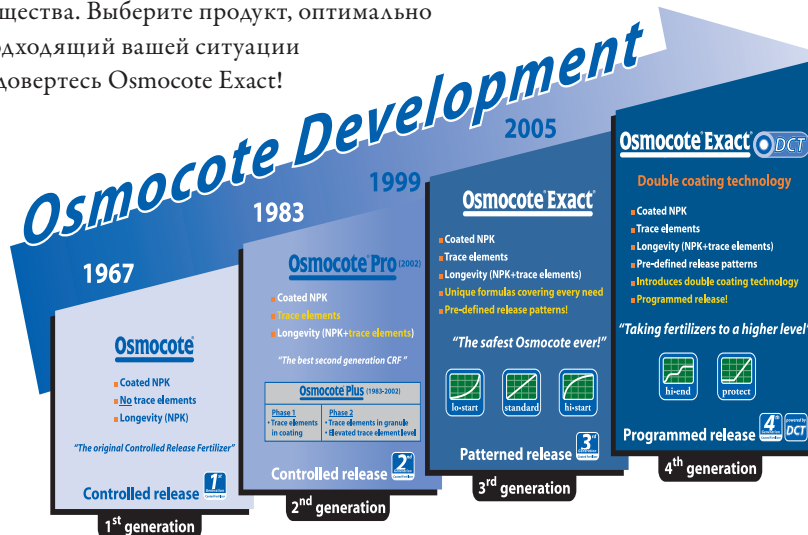 щества. Выберите продукт, оптимально
одходящий вашей ситуации
довертесь Osmocote Exact!
Osmocote Development
1967
Osmocote
Coated NPK
No trace elements
Longevity (NPK)
"The original Controlled Release Fertilizer"
Controlled release 1st
1st generation
1983
Osmocote Pro (2002)
Coated NPK
Trace elements
Longevity (NPK+trace elements)
"The best second generation CRF"
Osmocote Plus (1983-2002)
Phase 1
• Trace elements
in coating
Phase 2
• Trace elements in granule
• Elevated trace element level
Controlled release 2nd
2nd generation
1999
Osmocote Exact
Coated NPK
Trace elements
Longevity (NPK+trace elements)
Unique formulas covering every need
Pre-defined release patterns!
"The safest Osmocote ever!"
lo-start
standard
hi-start
Patterned release 3rd
3rd generation
2005
Osmocote Exact DCT
Double coating technology
Coated NPK
Trace elements
Longevity (NPK+trace elements)
Pre-defined release patterns
Introduces double coating technology
Programmed release!
"Taking fertilizers to a higher level"
hi-end
protect
Programmed release 4th powered by DCT
4th generation